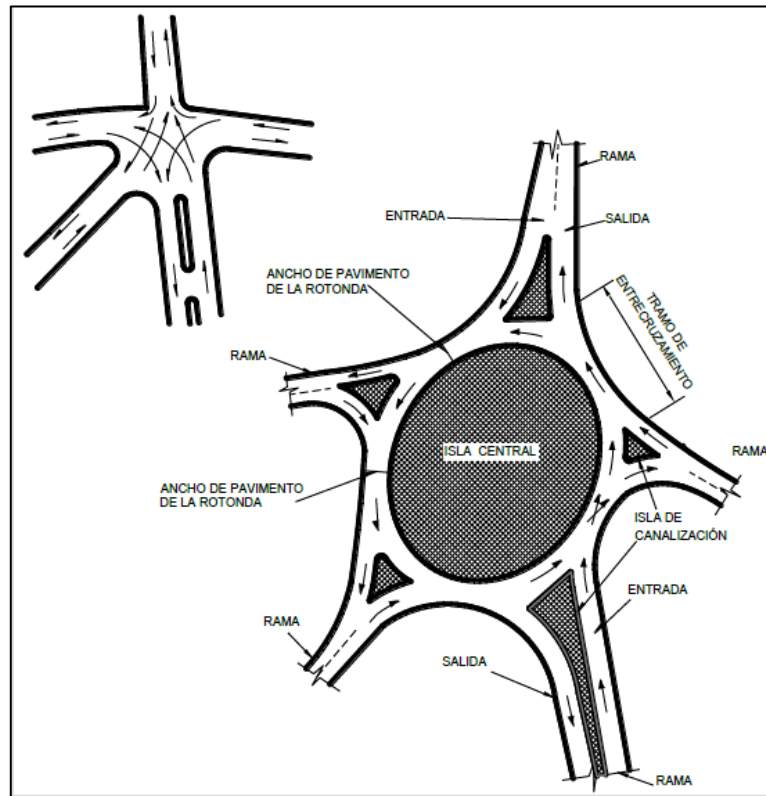 RAMA
ENTRADA
SALIDA
ANCHO DE PAVIMENTO
DE LA ROTONDA
TRAMO DE
ENTRECRUZAMIENTO
RAMA
ISLA CENTRAL
RAMA
ANCHO DE PAVIMENTO
DE LA ROTONDA
ISLA DE
CANALIZACIÓN
ENTRADA
RAMA
SALIDA
RAMA